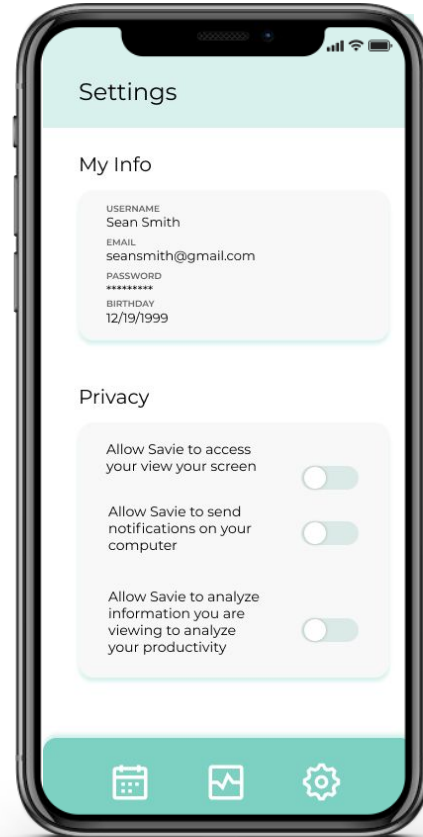 Settings
My Info
USERNAME
Sean Smith
EMAIL
seansmith@gmail.com
PASSWORD
*********
BIRTHDAY
12/19/1999
Privacy
Allow Savie to access
your view your screen
Allow Savie to send
notifications on your
computer
Allow Savie to analyze
information you are
viewing to analyze
your productivity